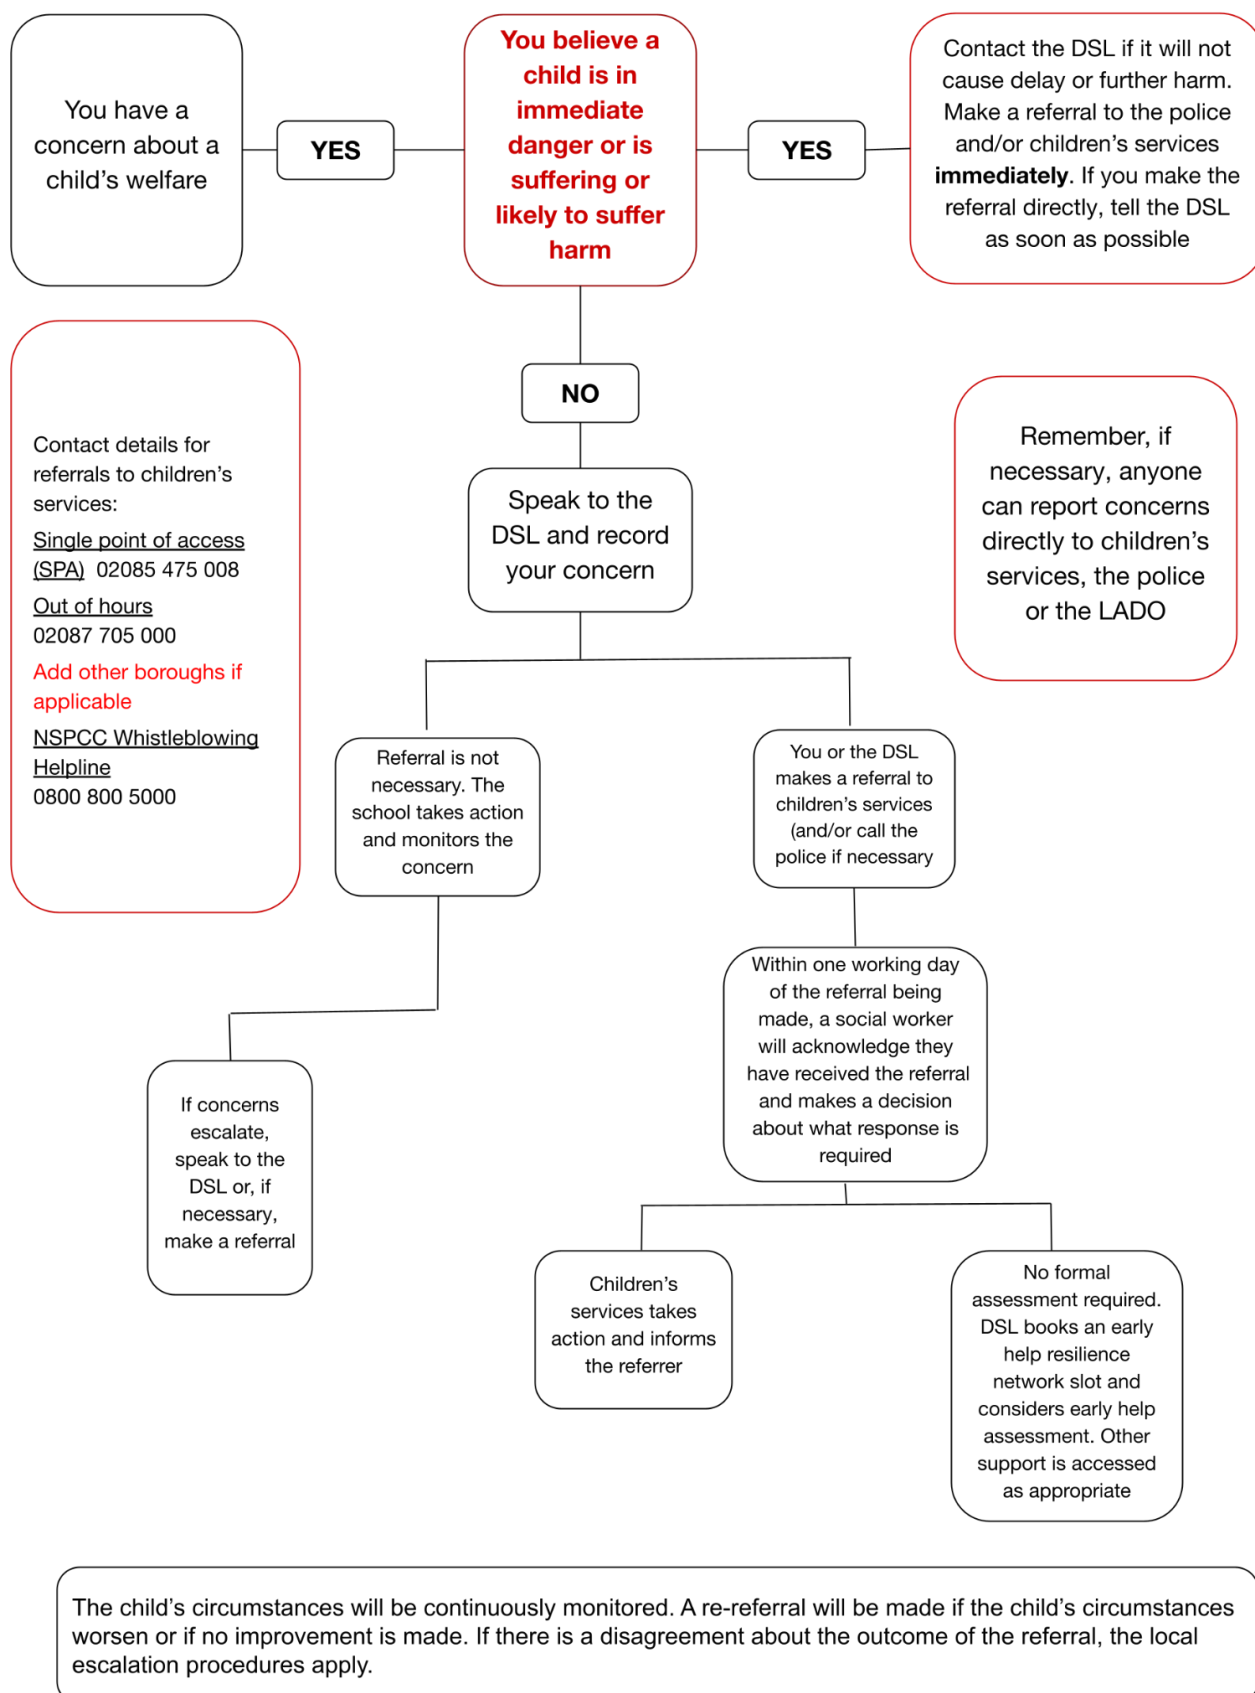 You have a
concern about a
child's welfare
YES
You believe a
child is in
immediate
danger or is
suffering or
likely to suffer
harm
YES
Contact the DSL if it will not
cause delay or further harm.
Make a referral to the police
and/or children's services
immediately. If you make the
referral directly, tell the DSL
as soon as possible
NO
Contact details for
referrals to children's
services:
Single point of access
(SPA)  02085 475 008
Out of hours
02087 705 000
Add other boroughs if
applicable
NSPCC Whistleblowing
Helpline
0800 800 5000
Speak to the
DSL and record
your concern
Remember, if
necessary, anyone
can report concerns
directly to children's
services, the police
or the LADO
Referral is not
necessary. The
school takes action
and monitors the
concern
You or the DSL
makes a referral to
children's services
(and/or call the
police if necessary
If concerns
escalate,
speak to the
DSL or, if
necessary,
make a referral
Within one working day
of the referral being
made, a social worker
will acknowledge they
have received the referral
and makes a decision
about what response is
required
Children's
services takes
action and informs
the referrer
No formal
assessment required.
DSL books an early
help resilience
network slot and
considers early help
assessment. Other
support is accessed
as appropriate
The child's circumstances will be continuously monitored. A re-referral will be made if the child's circumstances
worsen or if no improvement is made. If there is a disagreement about the outcome of the referral, the local
escalation procedures apply.